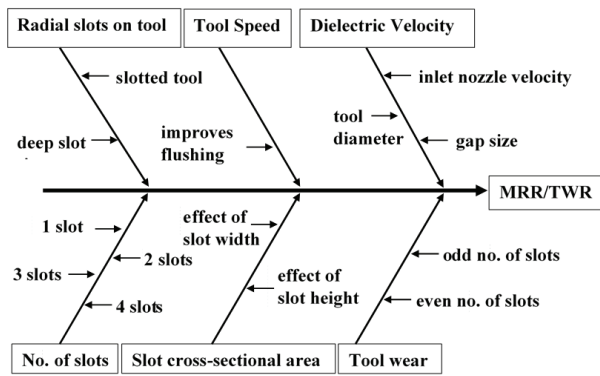 Radial slots on tool
Tool Speed
Dielectric Velocity
slotted tool
inlet nozzle velocity
tool
diameter
deep slot
improves
flushing
gap size
MRR/TWR
1 slot
effect of
slot width
2 slots
odd no. of slots
3 slots
effect of
slot height
4 slots
even no. of slots
No. of slots
Slot cross-sectional area
Tool wear